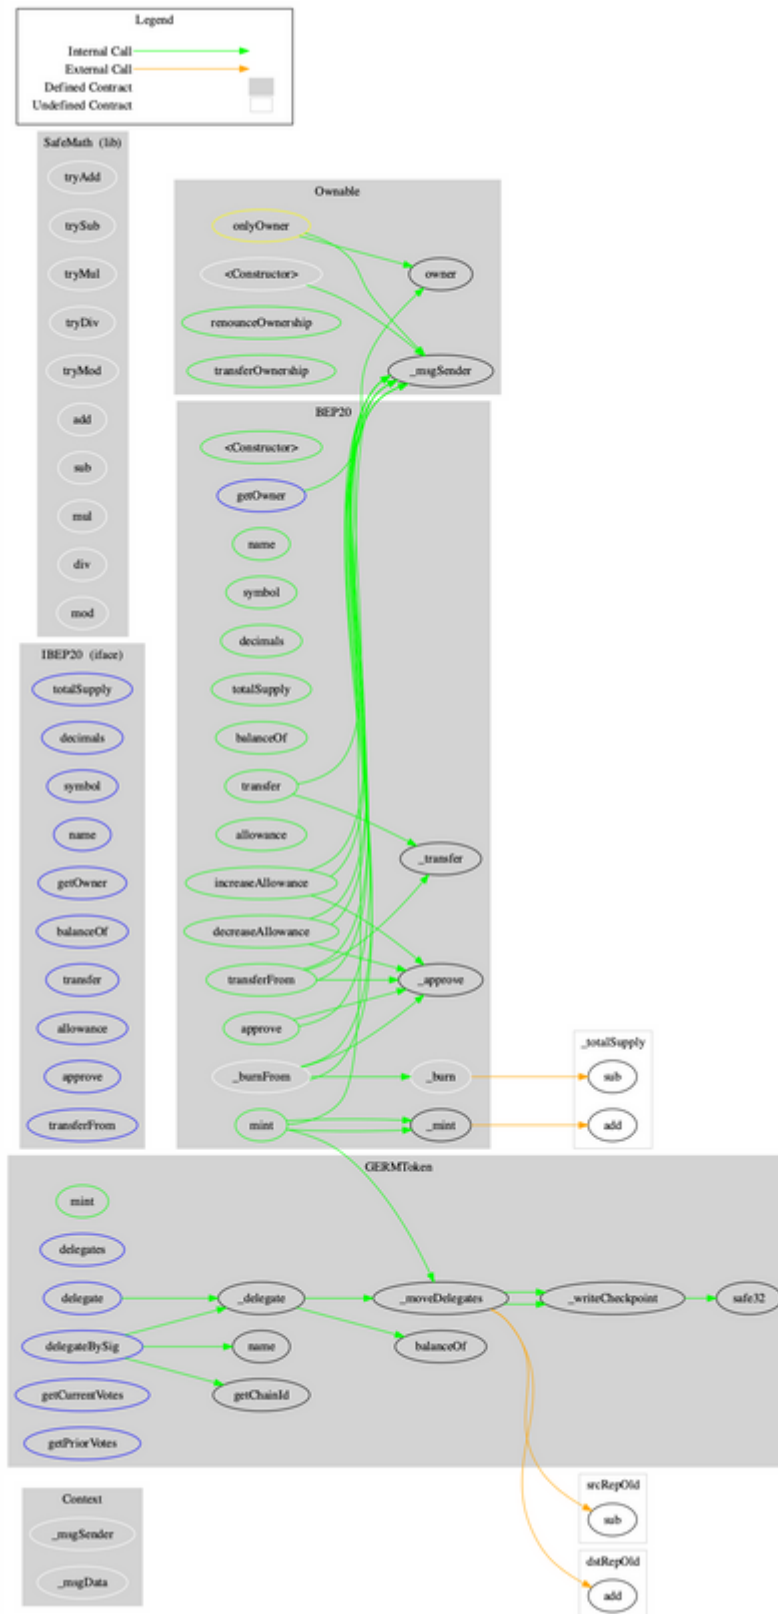 Legend
Internal Call
External Call
Defined Contract
Undefined Contract
SafeMath (lib)
tryAdd
trySub
tryMul
tryDiv
tryMod
add
sub
mul
div
mod
Ownable
onlyOwner
<Constructor>
owner
renounceOwnership
transferOwnership
_msgSender
BEP20
<Constructor>
getOwner
name
symbol
decimals
totalSupply
balanceOf
transfer
allowance
_transfer
increaseAllowance
decreaseAllowance
transferFrom
_approve
approve
_burnFrom
_burn
mint
_mint
IBEP20 (iface)
totalSupply
decimals
symbol
name
getOwner
balanceOf
transfer
allowance
approve
transferFrom
_totalSupply
sub
add
GERMToken
mint
delegates
delegate
_delegate
_moveDelegates
_writeCheckpoint
safe32
delegateBySig
name
balanceOf
getCurrentVotes
getChainId
getPriorVotes
srcRepOld
sub
dstRepOld
add
Context
_msgSender
_msgData